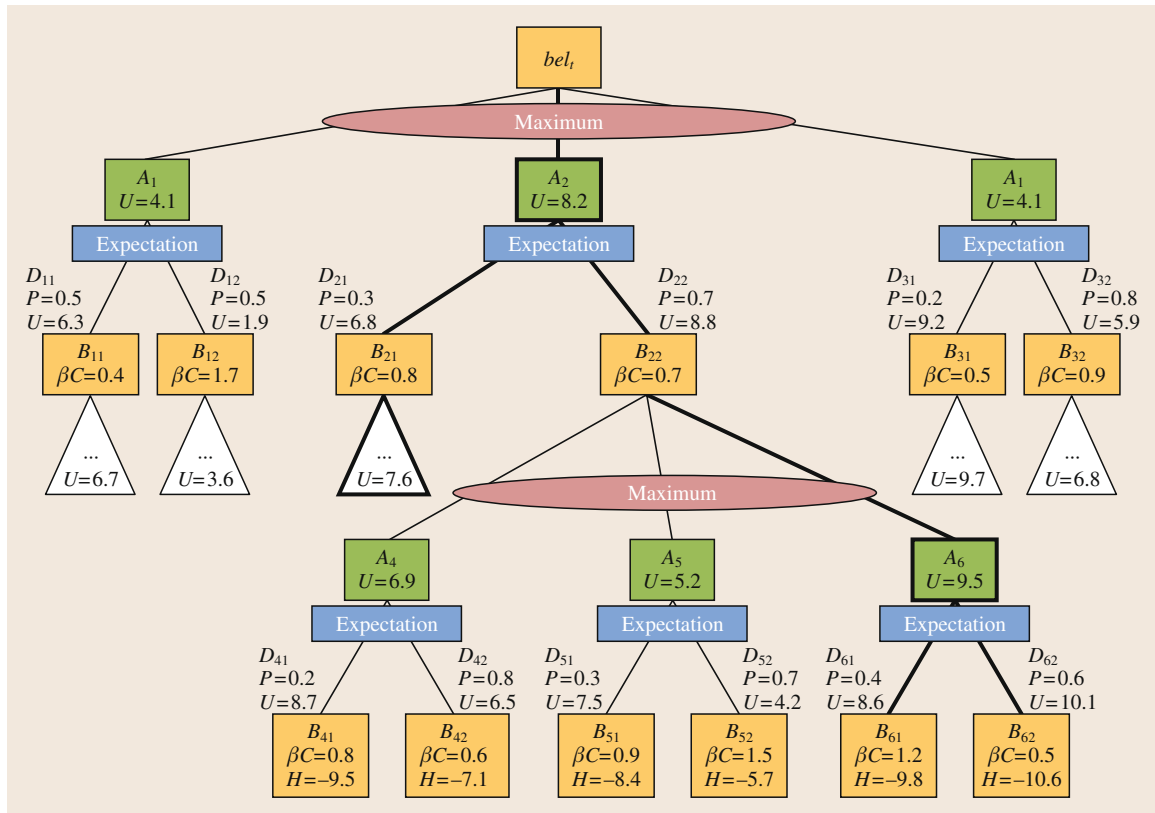 bel_t
Maximum
A₁
U=4.1
A₂
U=8.2
A₁
U=4.1
Expectation
Expectation
Expectation
D₁₁
P=0.5
U=6.3
D₁₂
P=0.5
U=1.9
D₂₁
P=0.3
U=6.8
D₂₂
P=0.7
U=8.8
D₃₁
P=0.2
U=9.2
D₃₂
P=0.8
U=5.9
B₁₁
βC=0.4
B₁₂
βC=1.7
B₂₁
βC=0.8
B₂₂
βC=0.7
B₃₁
βC=0.5
B₃₂
βC=0.9
...
U=6.7
...
U=3.6
...
U=7.6
...
U=9.7
...
U=6.8
Maximum
A₄
U=6.9
A₅
U=5.2
A₆
U=9.5
Expectation
Expectation
Expectation
D₄₁
P=0.2
U=8.7
D₄₂
P=0.8
U=6.5
D₅₁
P=0.3
U=7.5
D₅₂
P=0.7
U=4.2
D₆₁
P=0.4
U=8.6
D₆₂
P=0.6
U=10.1
B₄₁
βC=0.8
H=–9.5
B₄₂
βC=0.6
H=–7.1
B₅₁
βC=0.9
H=–8.4
B₅₂
βC=1.5
H=–5.7
B₆₁
βC=1.2
H=–9.8
B₆₂
βC=0.5
H=–10.6